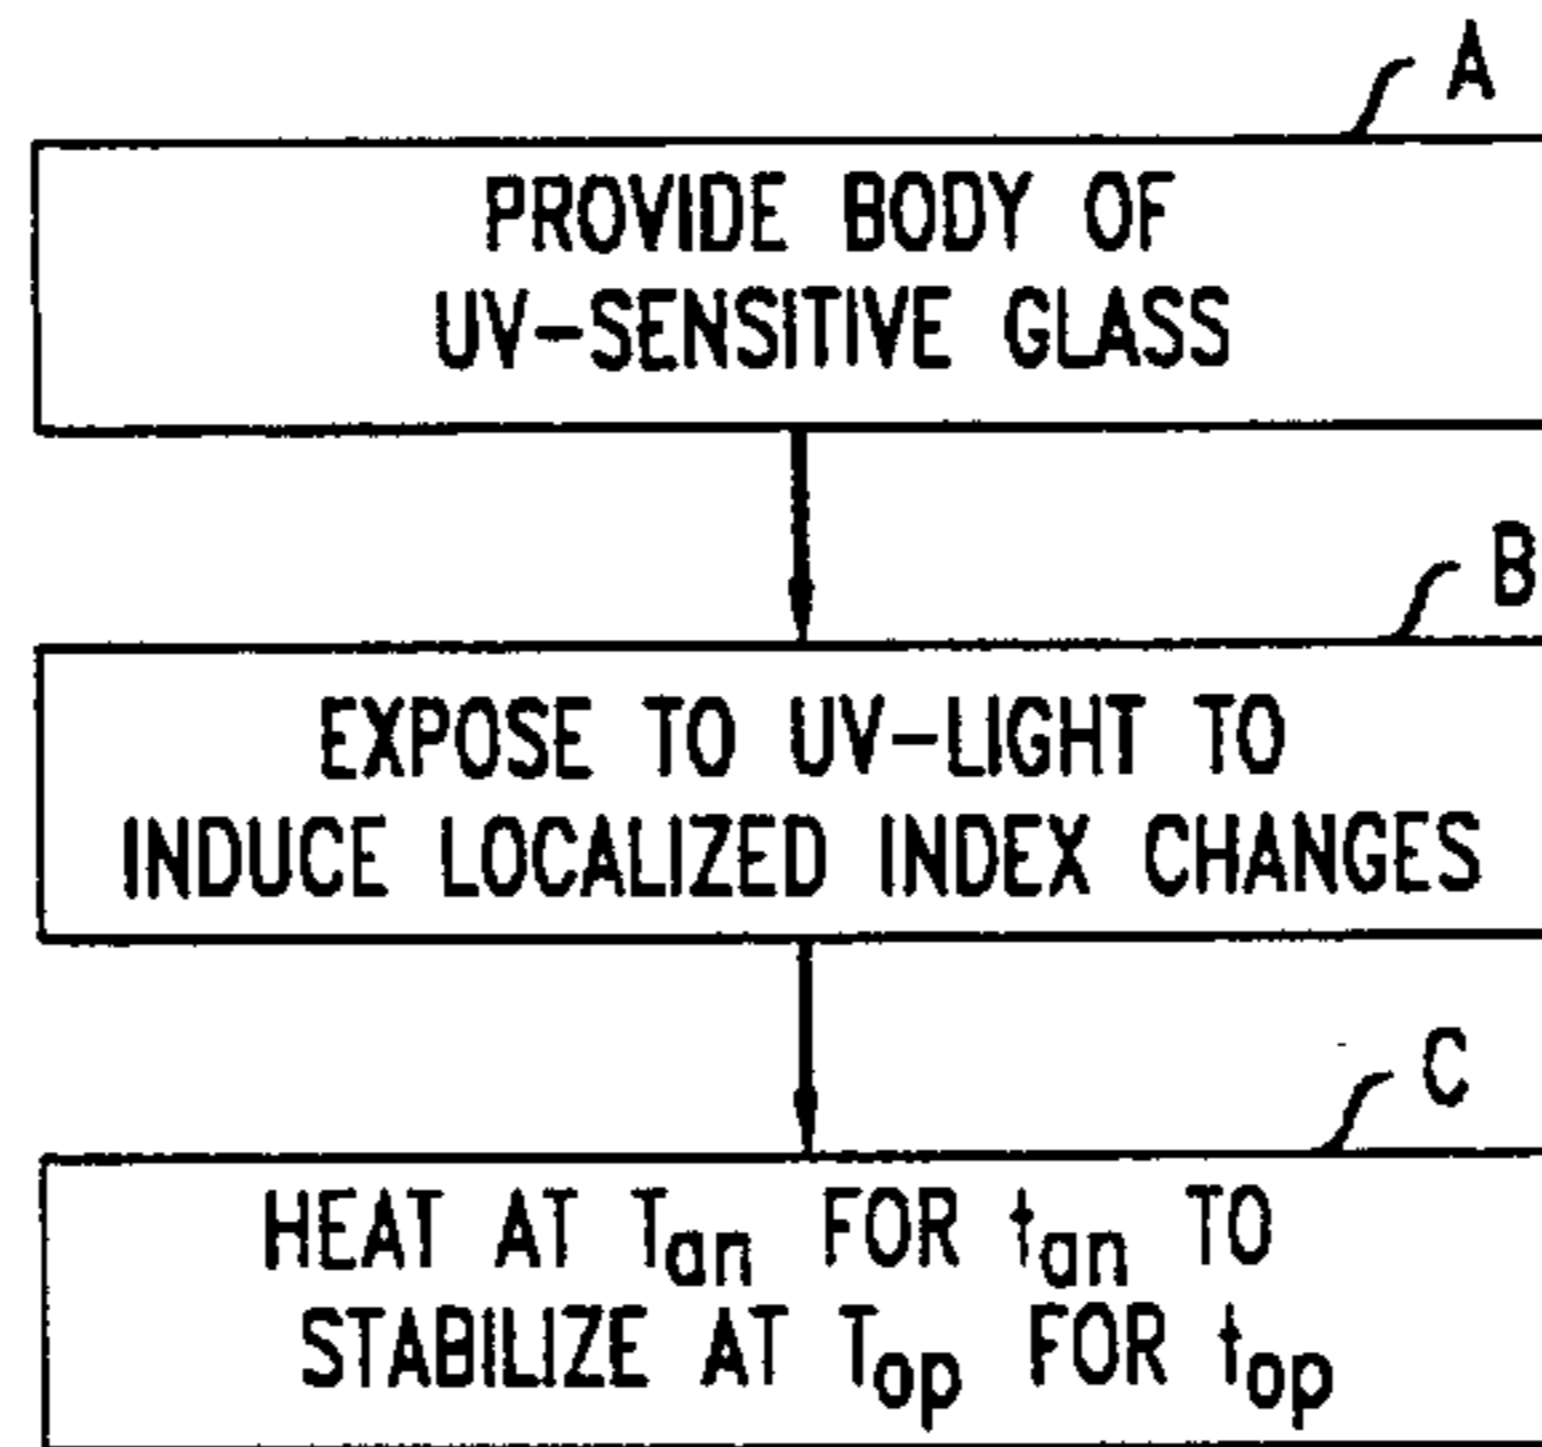 A
PROVIDE BODY OF
UV-SENSITIVE GLASS
B
EXPOSE TO UV-LIGHT TO
INDUCE LOCALIZED INDEX CHANGES
C
HEAT AT Tan FOR tan TO
STABILIZE AT Top FOR top